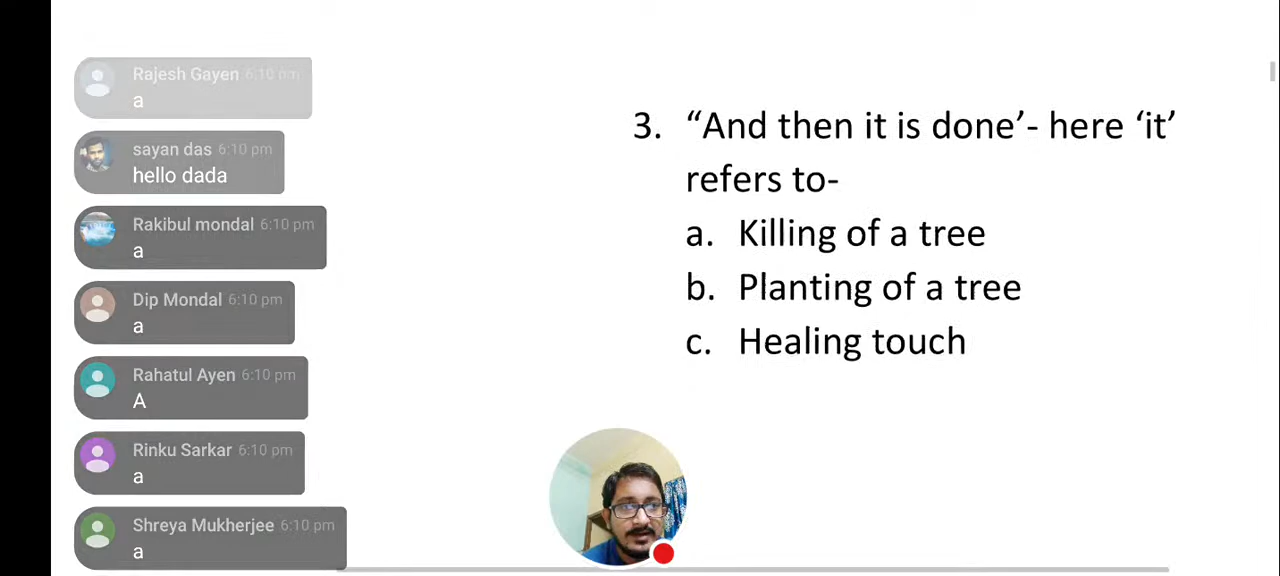 Rajesh Gayen 6:10 pm
a
sayan das 6:10 pm
hello dada
Rakibul mondal 6:10 pm
a
Dip Mondal 6:10 pm
a
Rahatul Ayen 6:10 pm
A
Rinku Sarkar 6:10 pm
a
Shreya Mukherjee 6:10 pm
a
3. “And then it is done’- here ‘it’
refers to-
a. Killing of a tree
b. Planting of a tree
c. Healing touch